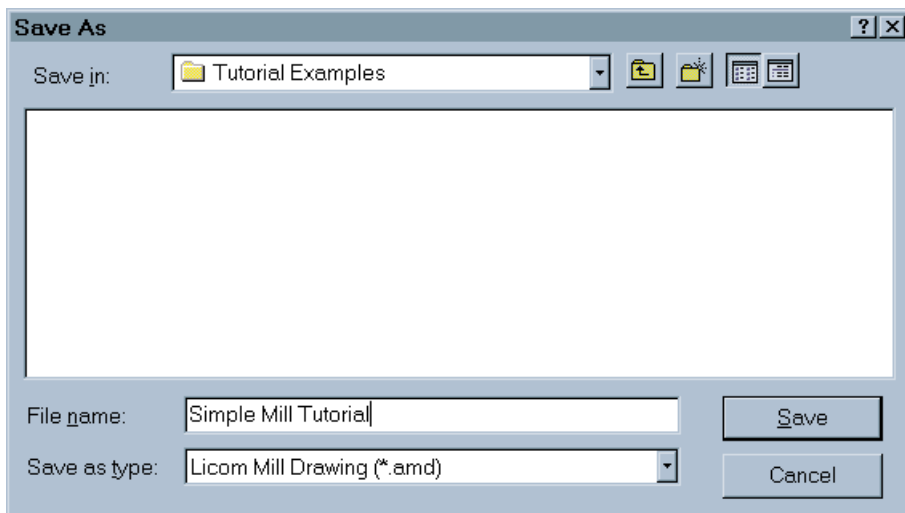 Save As
Save in: Tutorial Examples
File name: Simple Mill Tutorial
Save
Save as type: Licom Mill Drawing (*.amd)
Cancel